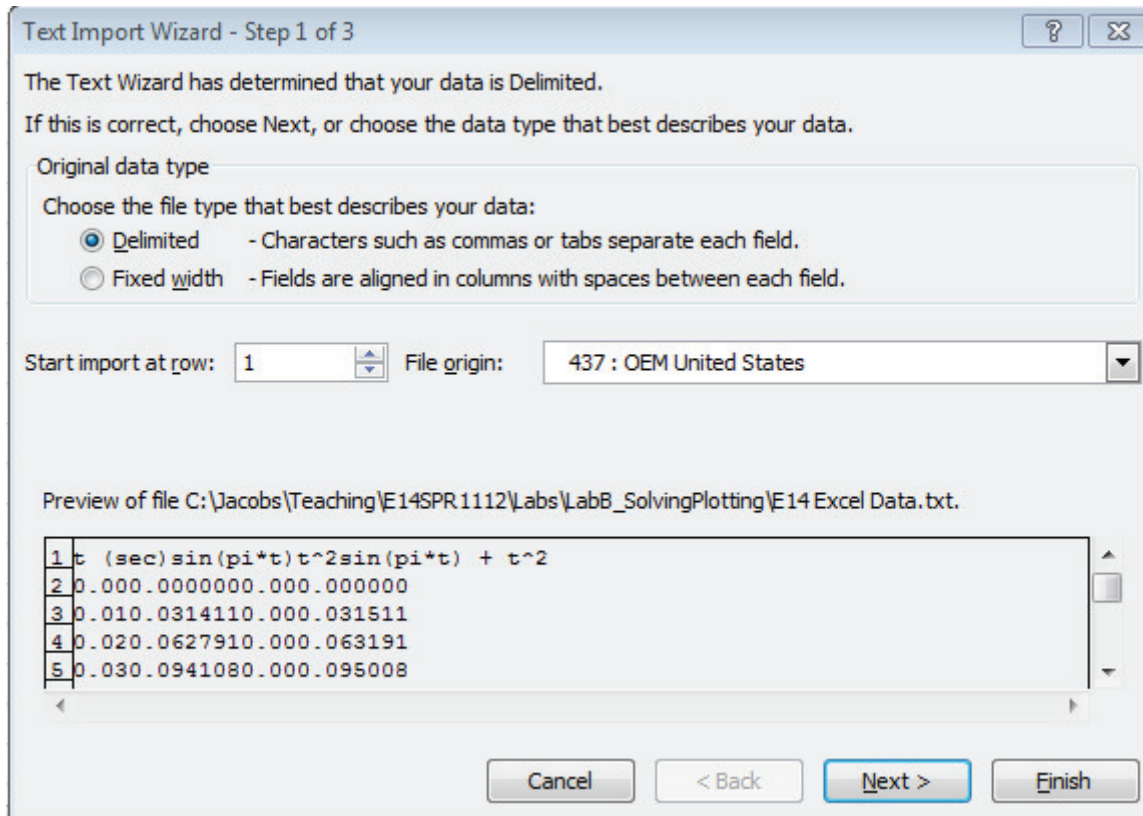 Text Import Wizard - Step 1 of 3
The Text Wizard has determined that your data is Delimited.
If this is correct, choose Next, or choose the data type that best describes your data.
Original data type
Choose the file type that best describes your data:
Delimited - Characters such as commas or tabs separate each field.
Fixed width - Fields are aligned in columns with spaces between each field.
Start import at row: 1 File origin: 437 : OEM United States
Preview of file C:\Jacobs\Teaching\E14SPR1112\Labs\LabB_SolvingPlotting\E14 Excel Data.txt.
1 t (sec)sin(pi*t)t^2sin(pi*t) + t^2
2 0.000.0000000.000.000000
3 0.010.0314110.000.031511
4 0.020.0627910.000.063191
5 0.030.0941080.000.095008
Cancel < Back Next > Finish